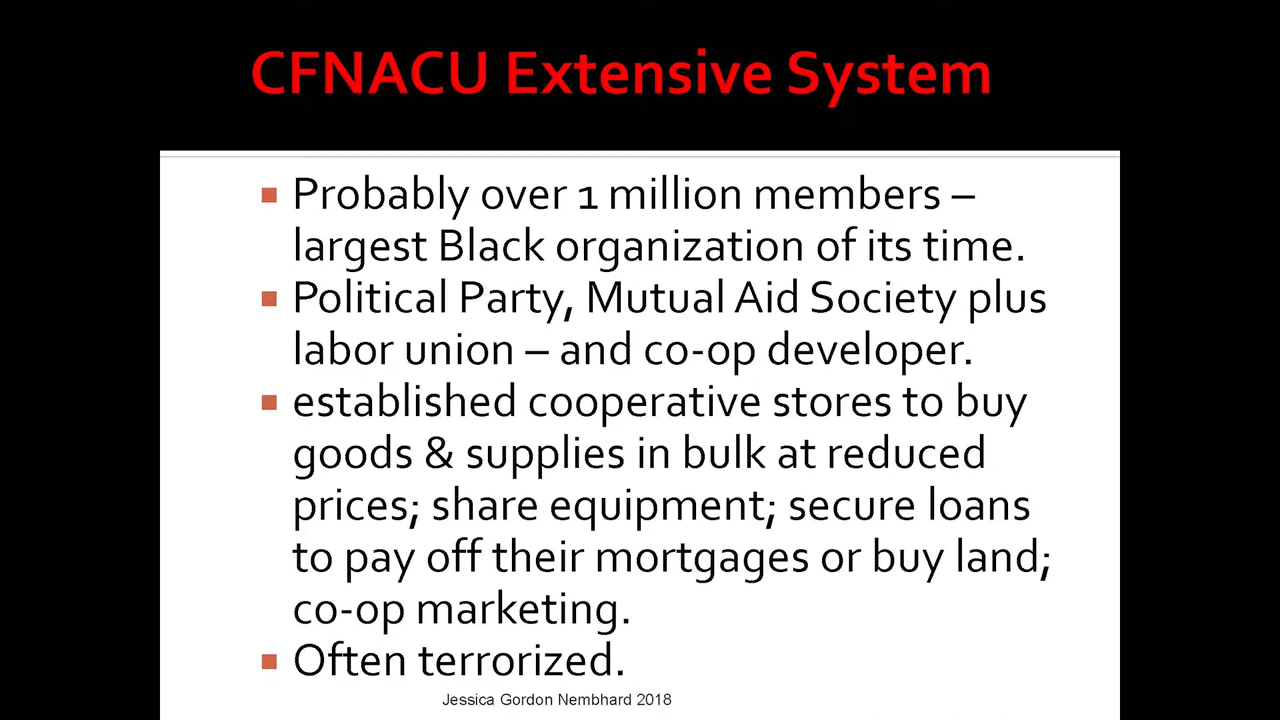 CFNACU Extensive System
▪ Probably over 1 million members –
largest Black organization of its time.
▪ Political Party, Mutual Aid Society plus
labor union – and co-op developer.
▪ established cooperative stores to buy
goods & supplies in bulk at reduced
prices; share equipment; secure loans
to pay off their mortgages or buy land;
co-op marketing.
▪ Often terrorized.
Jessica Gordon Nembhard 2018